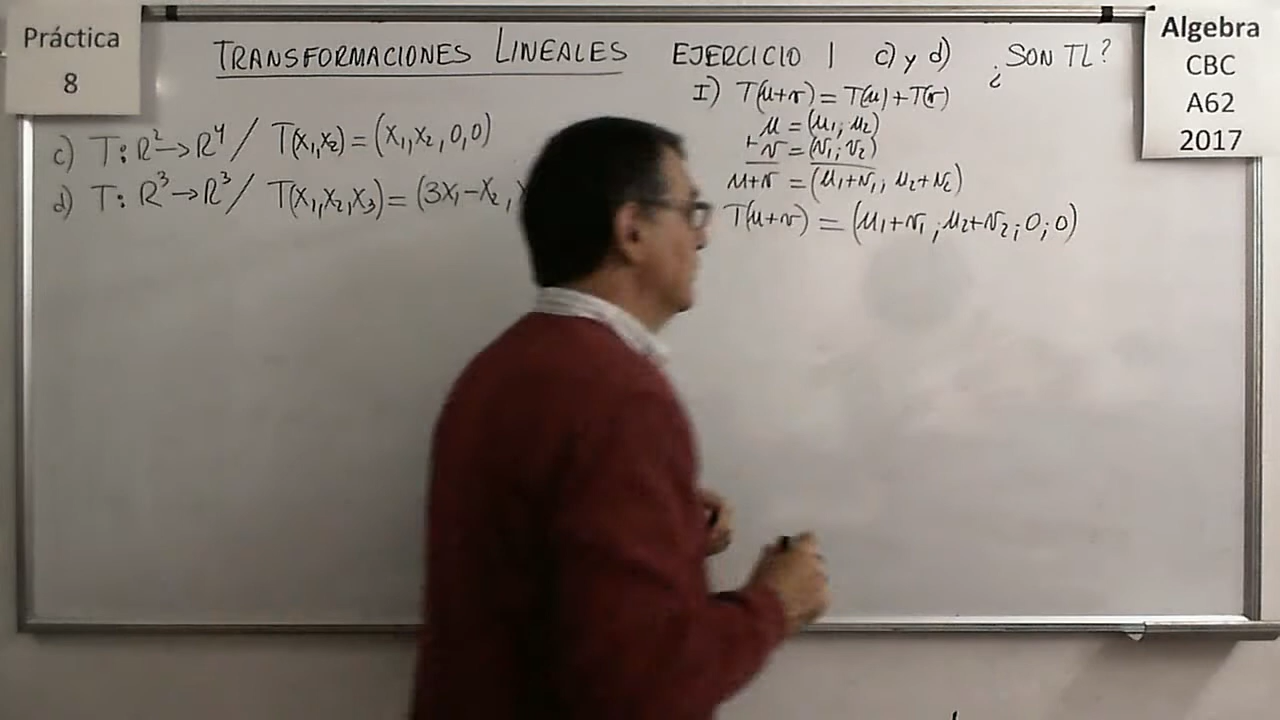 Práctica
8
TRANSFORMACIONES LINEALES EJERCICIO 1 c) y d) ¿SON TL?
Algebra
CBC
A62
2017
c) T: R² → R⁴ / T(x₁,x₂) = (x₁,x₂,0,0)
d) T: R³ → R³ / T(x₁,x₂,x₃) = (3x₁-x₂,
I) T(u+v) = T(u)+T(v)
u = (u₁; u₂)
+ v = (v₁; v₂)
u+v = (u₁+v₁; u₂+v₂)
T(u+v) = (u₁+v₁; u₂+v₂; 0; 0)